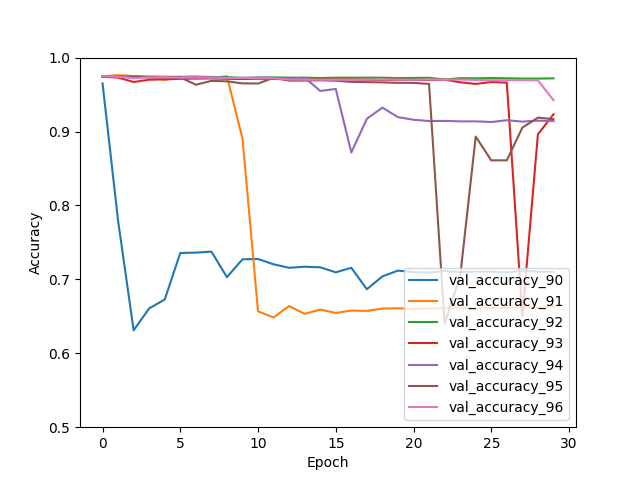 1.0
0.9
0.8
0.7
0.6
0.5
Accuracy
0
5
10
15
20
25
30
Epoch
val_accuracy_90
val_accuracy_91
val_accuracy_92
val_accuracy_93
val_accuracy_94
val_accuracy_95
val_accuracy_96